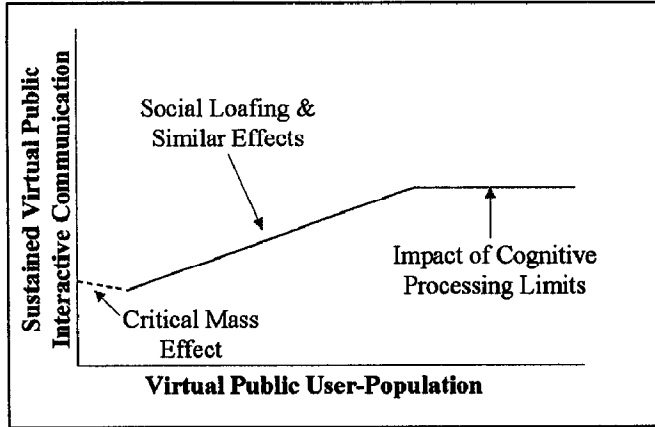 Sustained Virtual Public
Interactive Communication
Social Loafing &
Similar Effects
Impact of Cognitive
Processing Limits
Critical Mass
Effect
Virtual Public User-Population